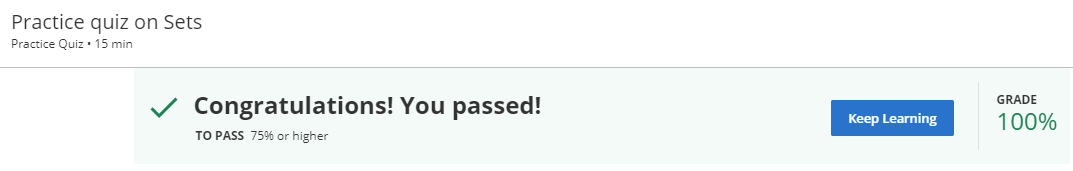 Practice quiz on Sets
Practice Quiz • 15 min
Congratulations! You passed!
TO PASS 75% or higher
Keep Learning
GRADE
100%